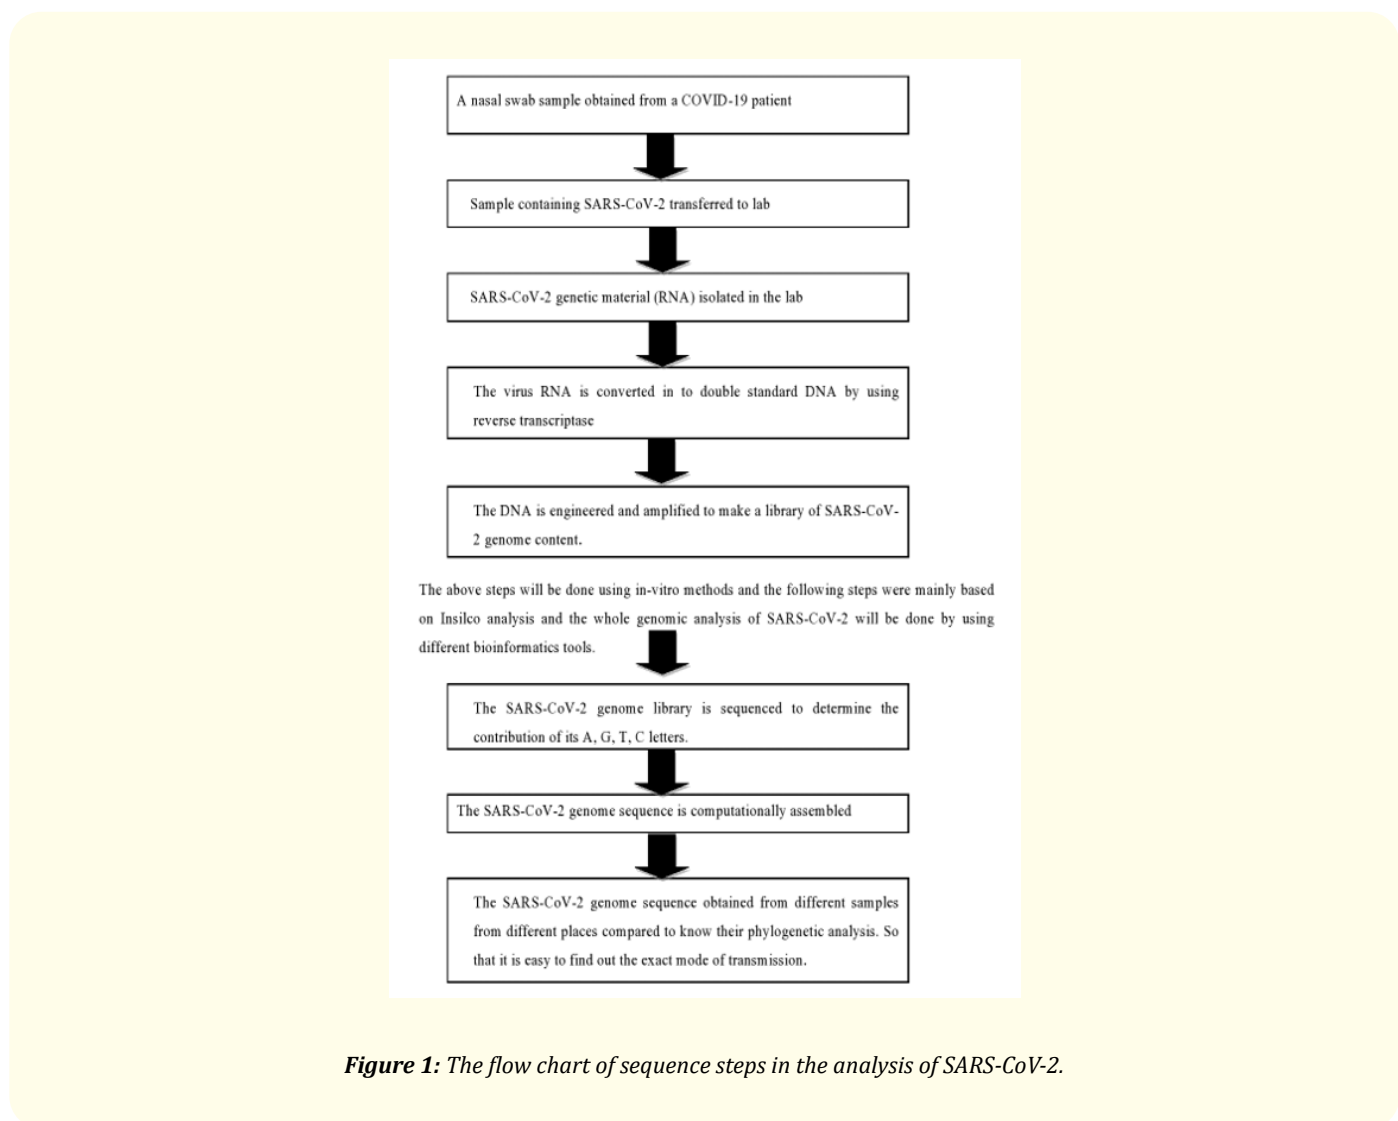 A nasal swab sample obtained from a COVID-19 patient
Sample containing SARS-CoV-2 transferred to lab
SARS-CoV-2 genetic material (RNA) isolated in the lab
The virus RNA is converted in to double standard DNA by using
reverse transcriptase
The DNA is engineered and amplified to make a library of SARS-CoV-
2 genome content.
The above steps will be done using in-vitro methods and the following steps were mainly based
on Insilco analysis and the whole genomic analysis of SARS-CoV-2 will be done by using
different bioinformatics tools.
The SARS-CoV-2 genome library is sequenced to determine the
contribution of its A, G, T, C letters.
The SARS-CoV-2 genome sequence is computationally assembled
The SARS-CoV-2 genome sequence obtained from different samples
from different places compared to know their phylogenetic analysis. So
that it is easy to find out the exact mode of transmission.
Figure 1: The flow chart of sequence steps in the analysis of SARS-CoV-2.